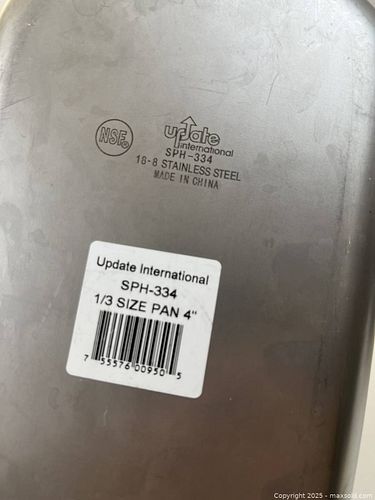 NSF®
update
international
SPH-334
18-8 STAINLESS STEEL
MADE IN CHINA
Update International
SPH-334
1/3 SIZE PAN 4"
7 55576 00950 5
Copyright 2025 - maxsold.com